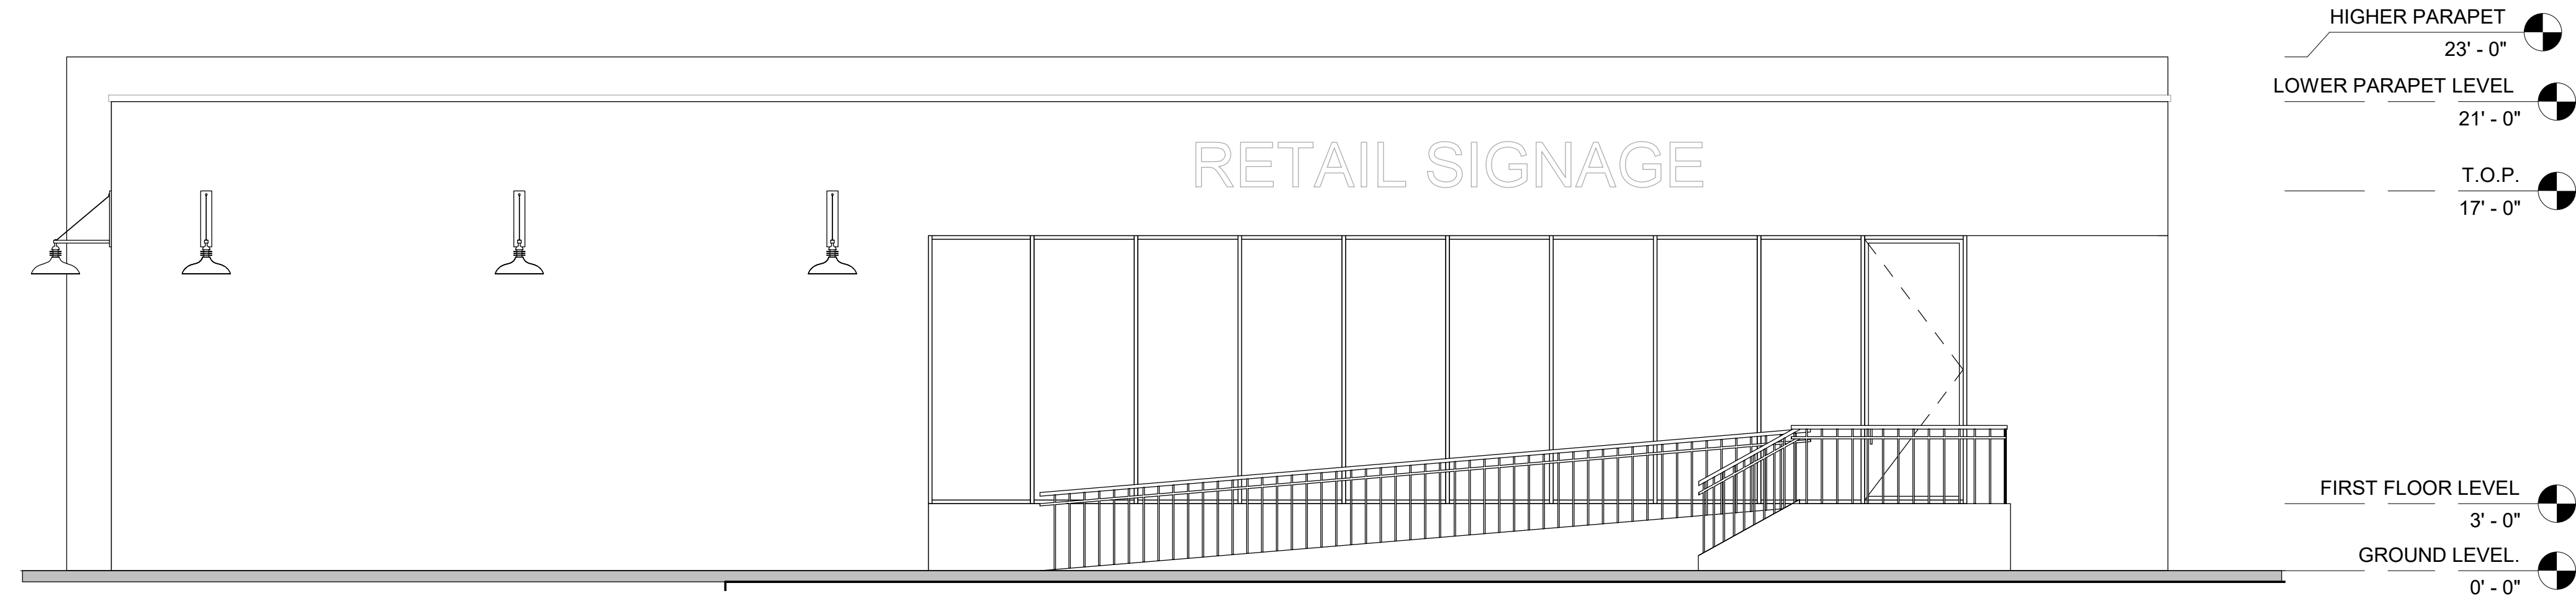 HIGHER PARAPET
23' - 0"
LOWER PARAPET LEVEL
21' - 0"
RETAIL SIGNAGE
T.O.P.
17' - 0"
FIRST FLOOR LEVEL
3' - 0"
GROUND LEVEL.
0' - 0"